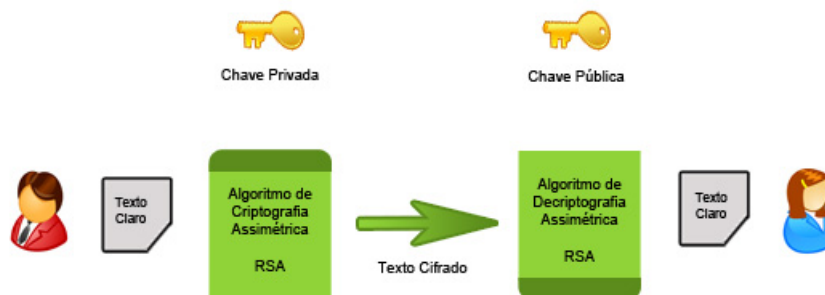 Chave Privada
Chave Pública
Texto
Claro
Algoritmo de
Criptografia
Assimétrica
RSA
Texto Cifrado
Algoritmo de
Decriptografia
Assimétrica
RSA
Texto
Claro